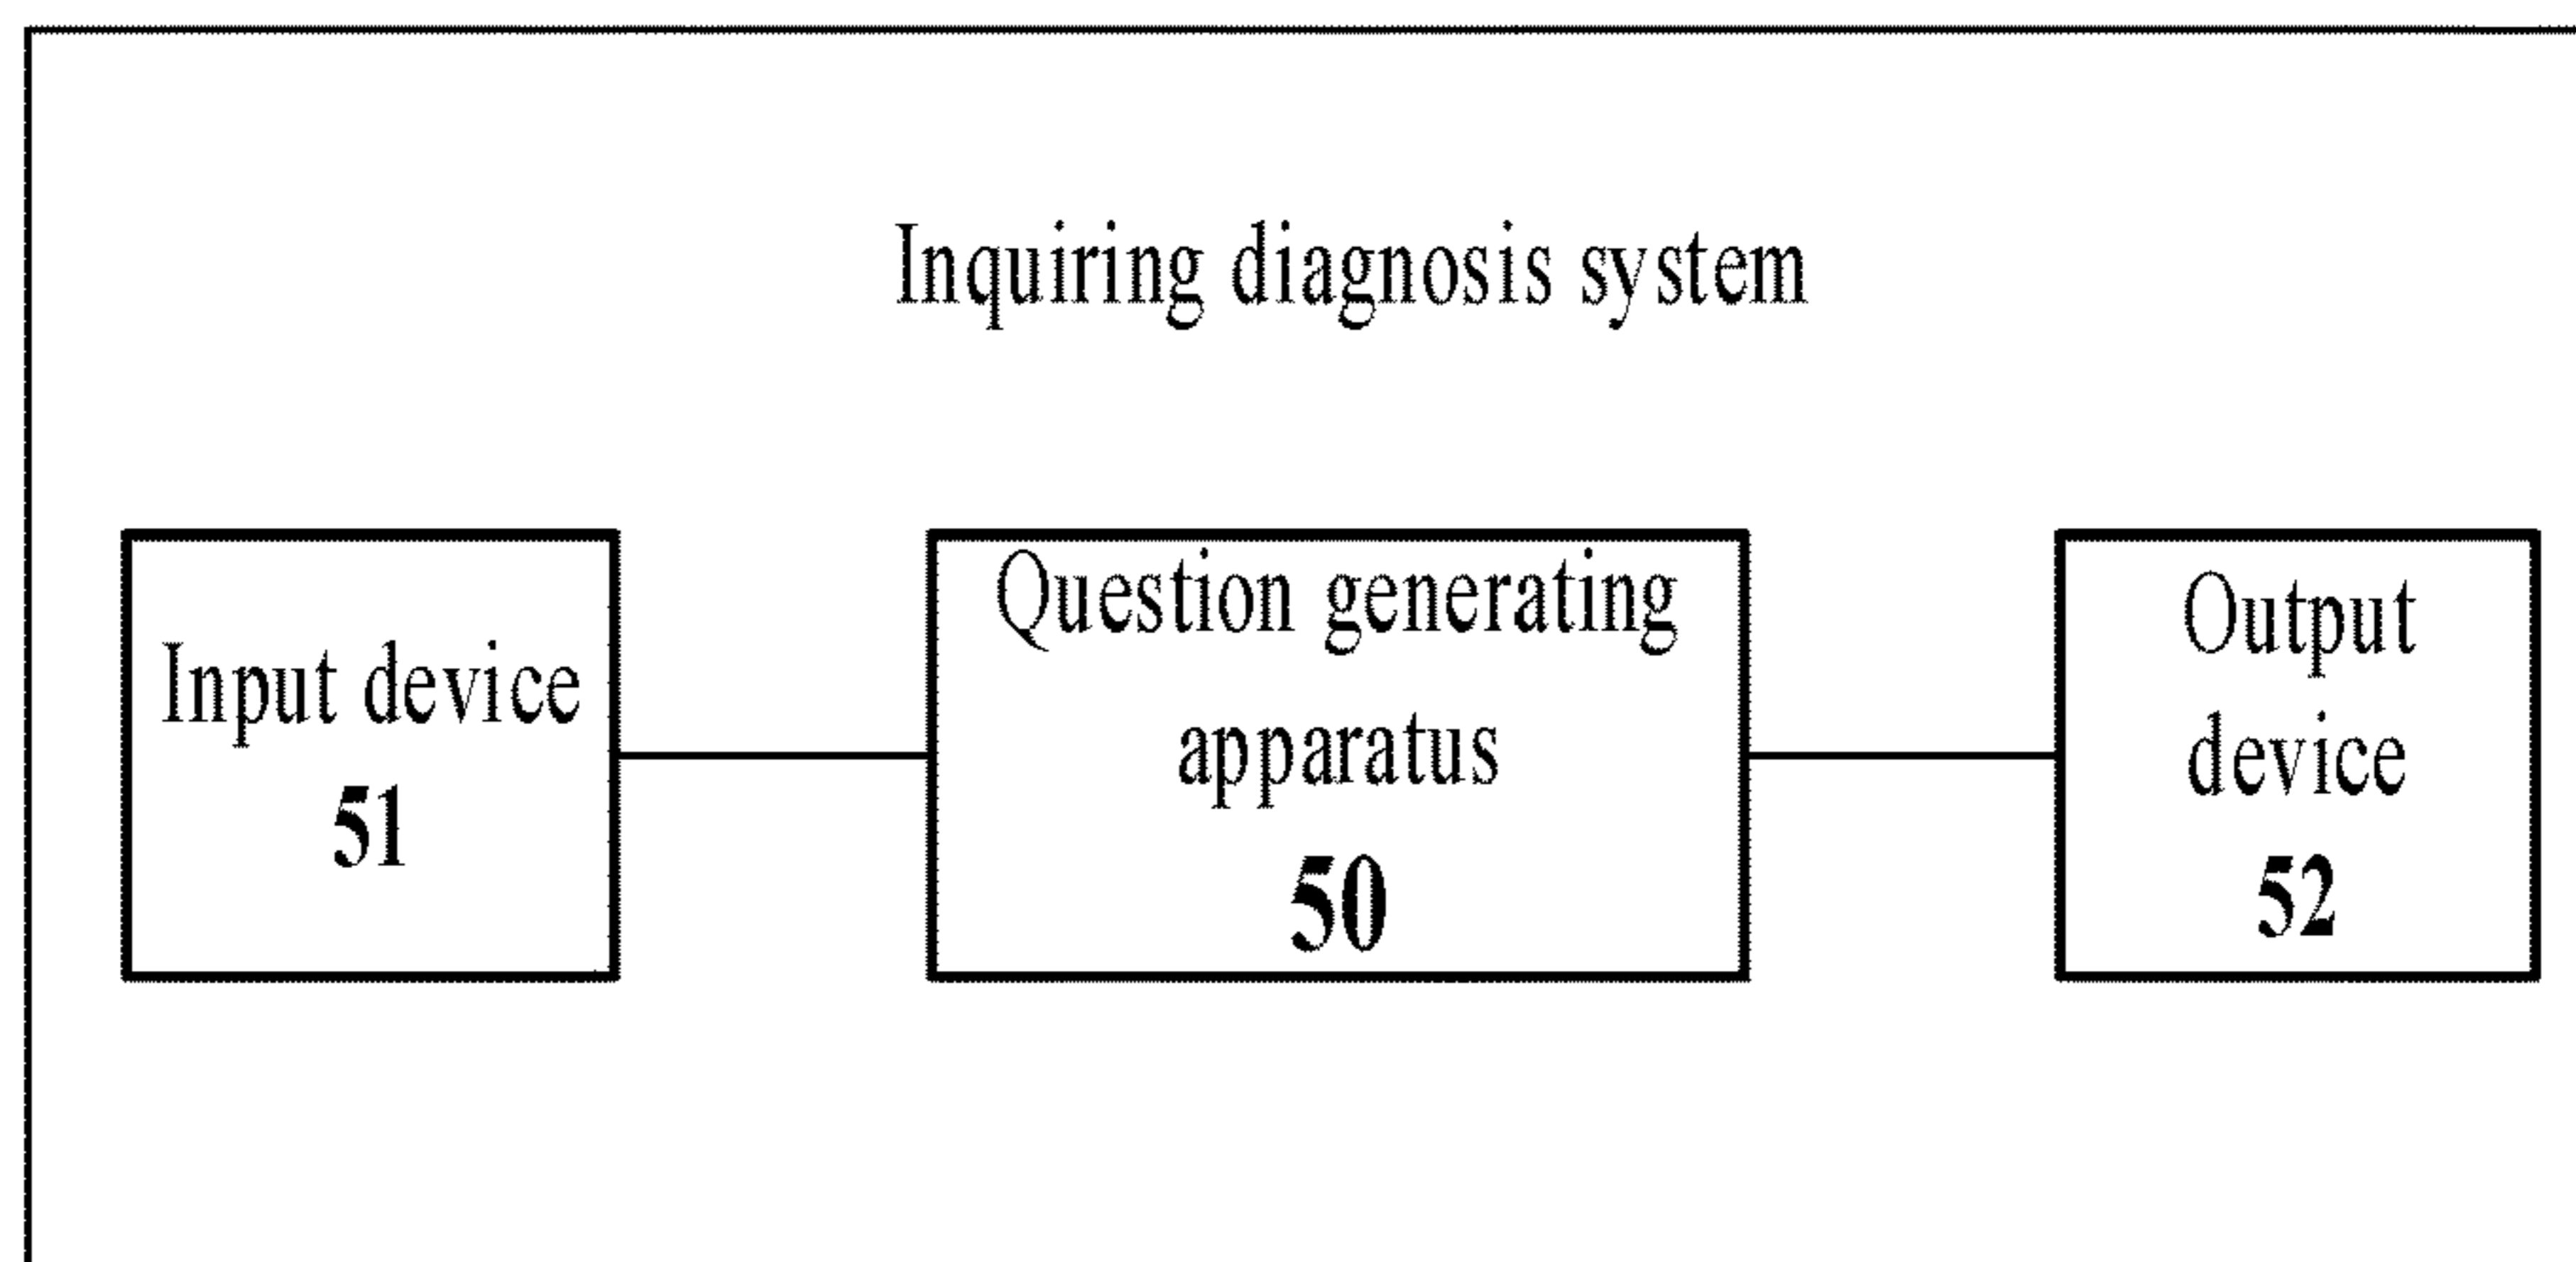 Inquiring diagnosis system
Input device
51
Question generating
apparatus
50
Output
device
52